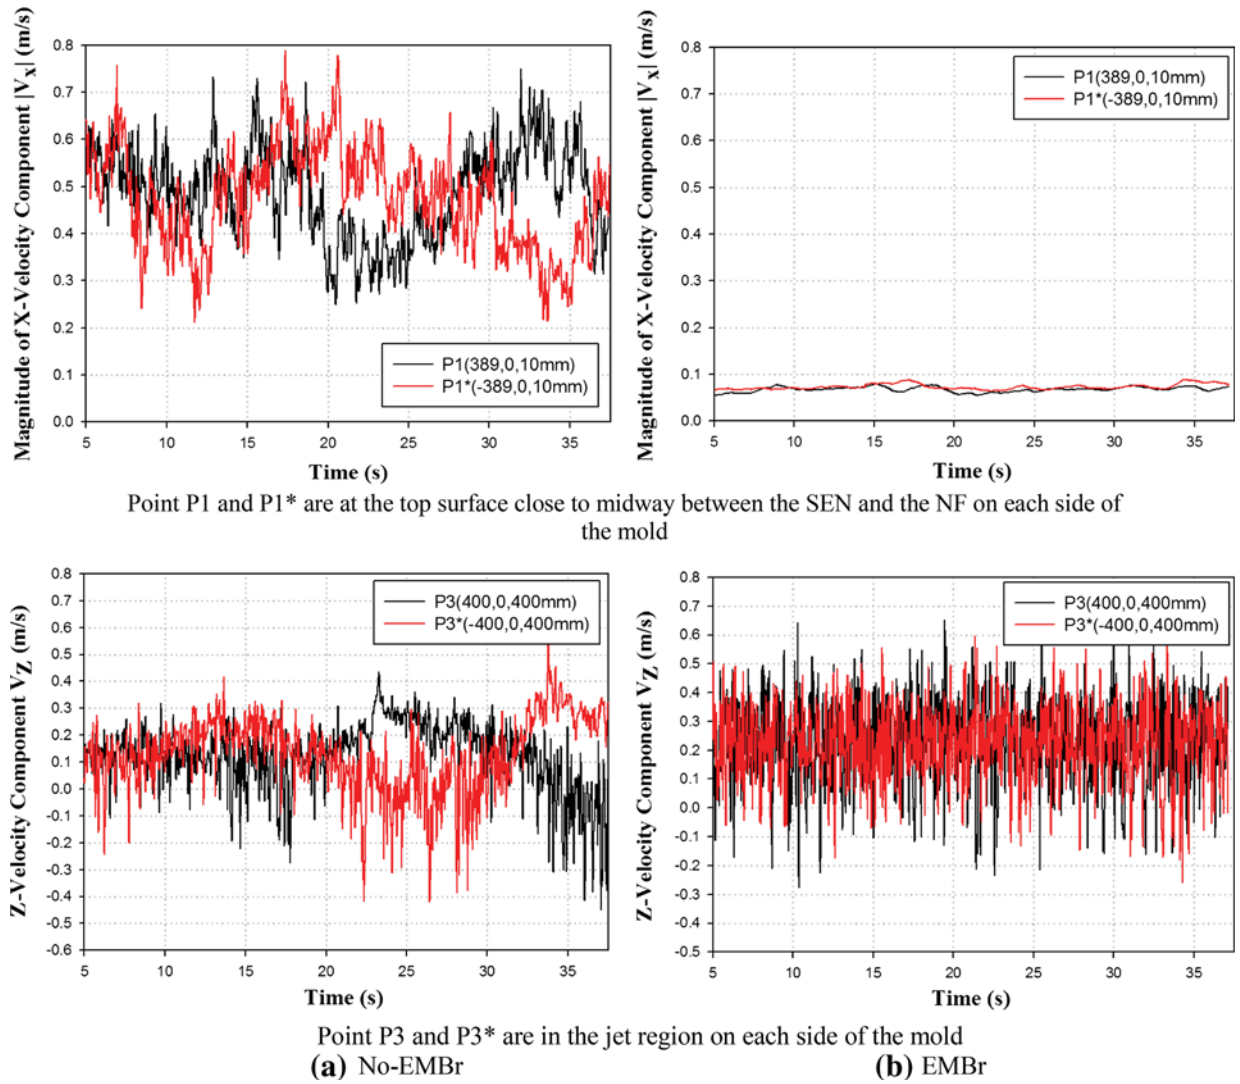 Magnitude of X-Velocity Component |Vx| (m/s)
0.8
0.7
0.6
0.5
0.4
0.3
0.2
0.1
0.0
P1(389,0,10mm)
P1*(-389,0,10mm)
5 10 15 20 25 30 35
Time (s)
Magnitude of X-Velocity Component |Vx| (m/s)
0.8
0.7
0.6
0.5
0.4
0.3
0.2
0.1
0.0
P1(389,0,10mm)
P1*(-389,0,10mm)
5 10 15 20 25 30 35
Time (s)
Point P1 and P1* are at the top surface close to midway between the SEN and the NF on each side of
the mold
Z-Velocity Component VZ (m/s)
0.8
0.7
0.6
0.5
0.4
0.3
0.2
0.1
0.0
-0.1
-0.2
-0.3
-0.4
-0.5
-0.6
P3(400,0,400mm)
P3*(-400,0,400mm)
5 10 15 20 25 30 35
Time (s)
Z-Velocity Component VZ (m/s)
0.8
0.7
0.6
0.5
0.4
0.3
0.2
0.1
0.0
-0.1
-0.2
-0.3
-0.4
-0.5
P3(400,0,400mm)
P3*(-400,0,400mm)
5 10 15 20 25 30 35
Time (s)
Point P3 and P3* are in the jet region on each side of the mold
(a) No-EMBr
(b) EMBr